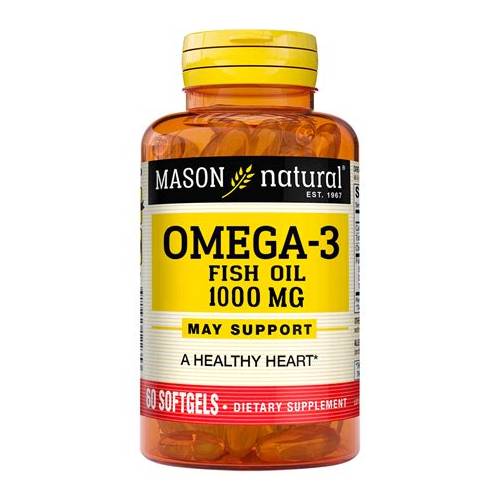 MASON natural®
EST. 1967
OMEGA-3
FISH OIL
1000 MG
MAY SUPPORT
A HEALTHY HEART*
60 SOFTGELS • DIETARY SUPPLEMENT